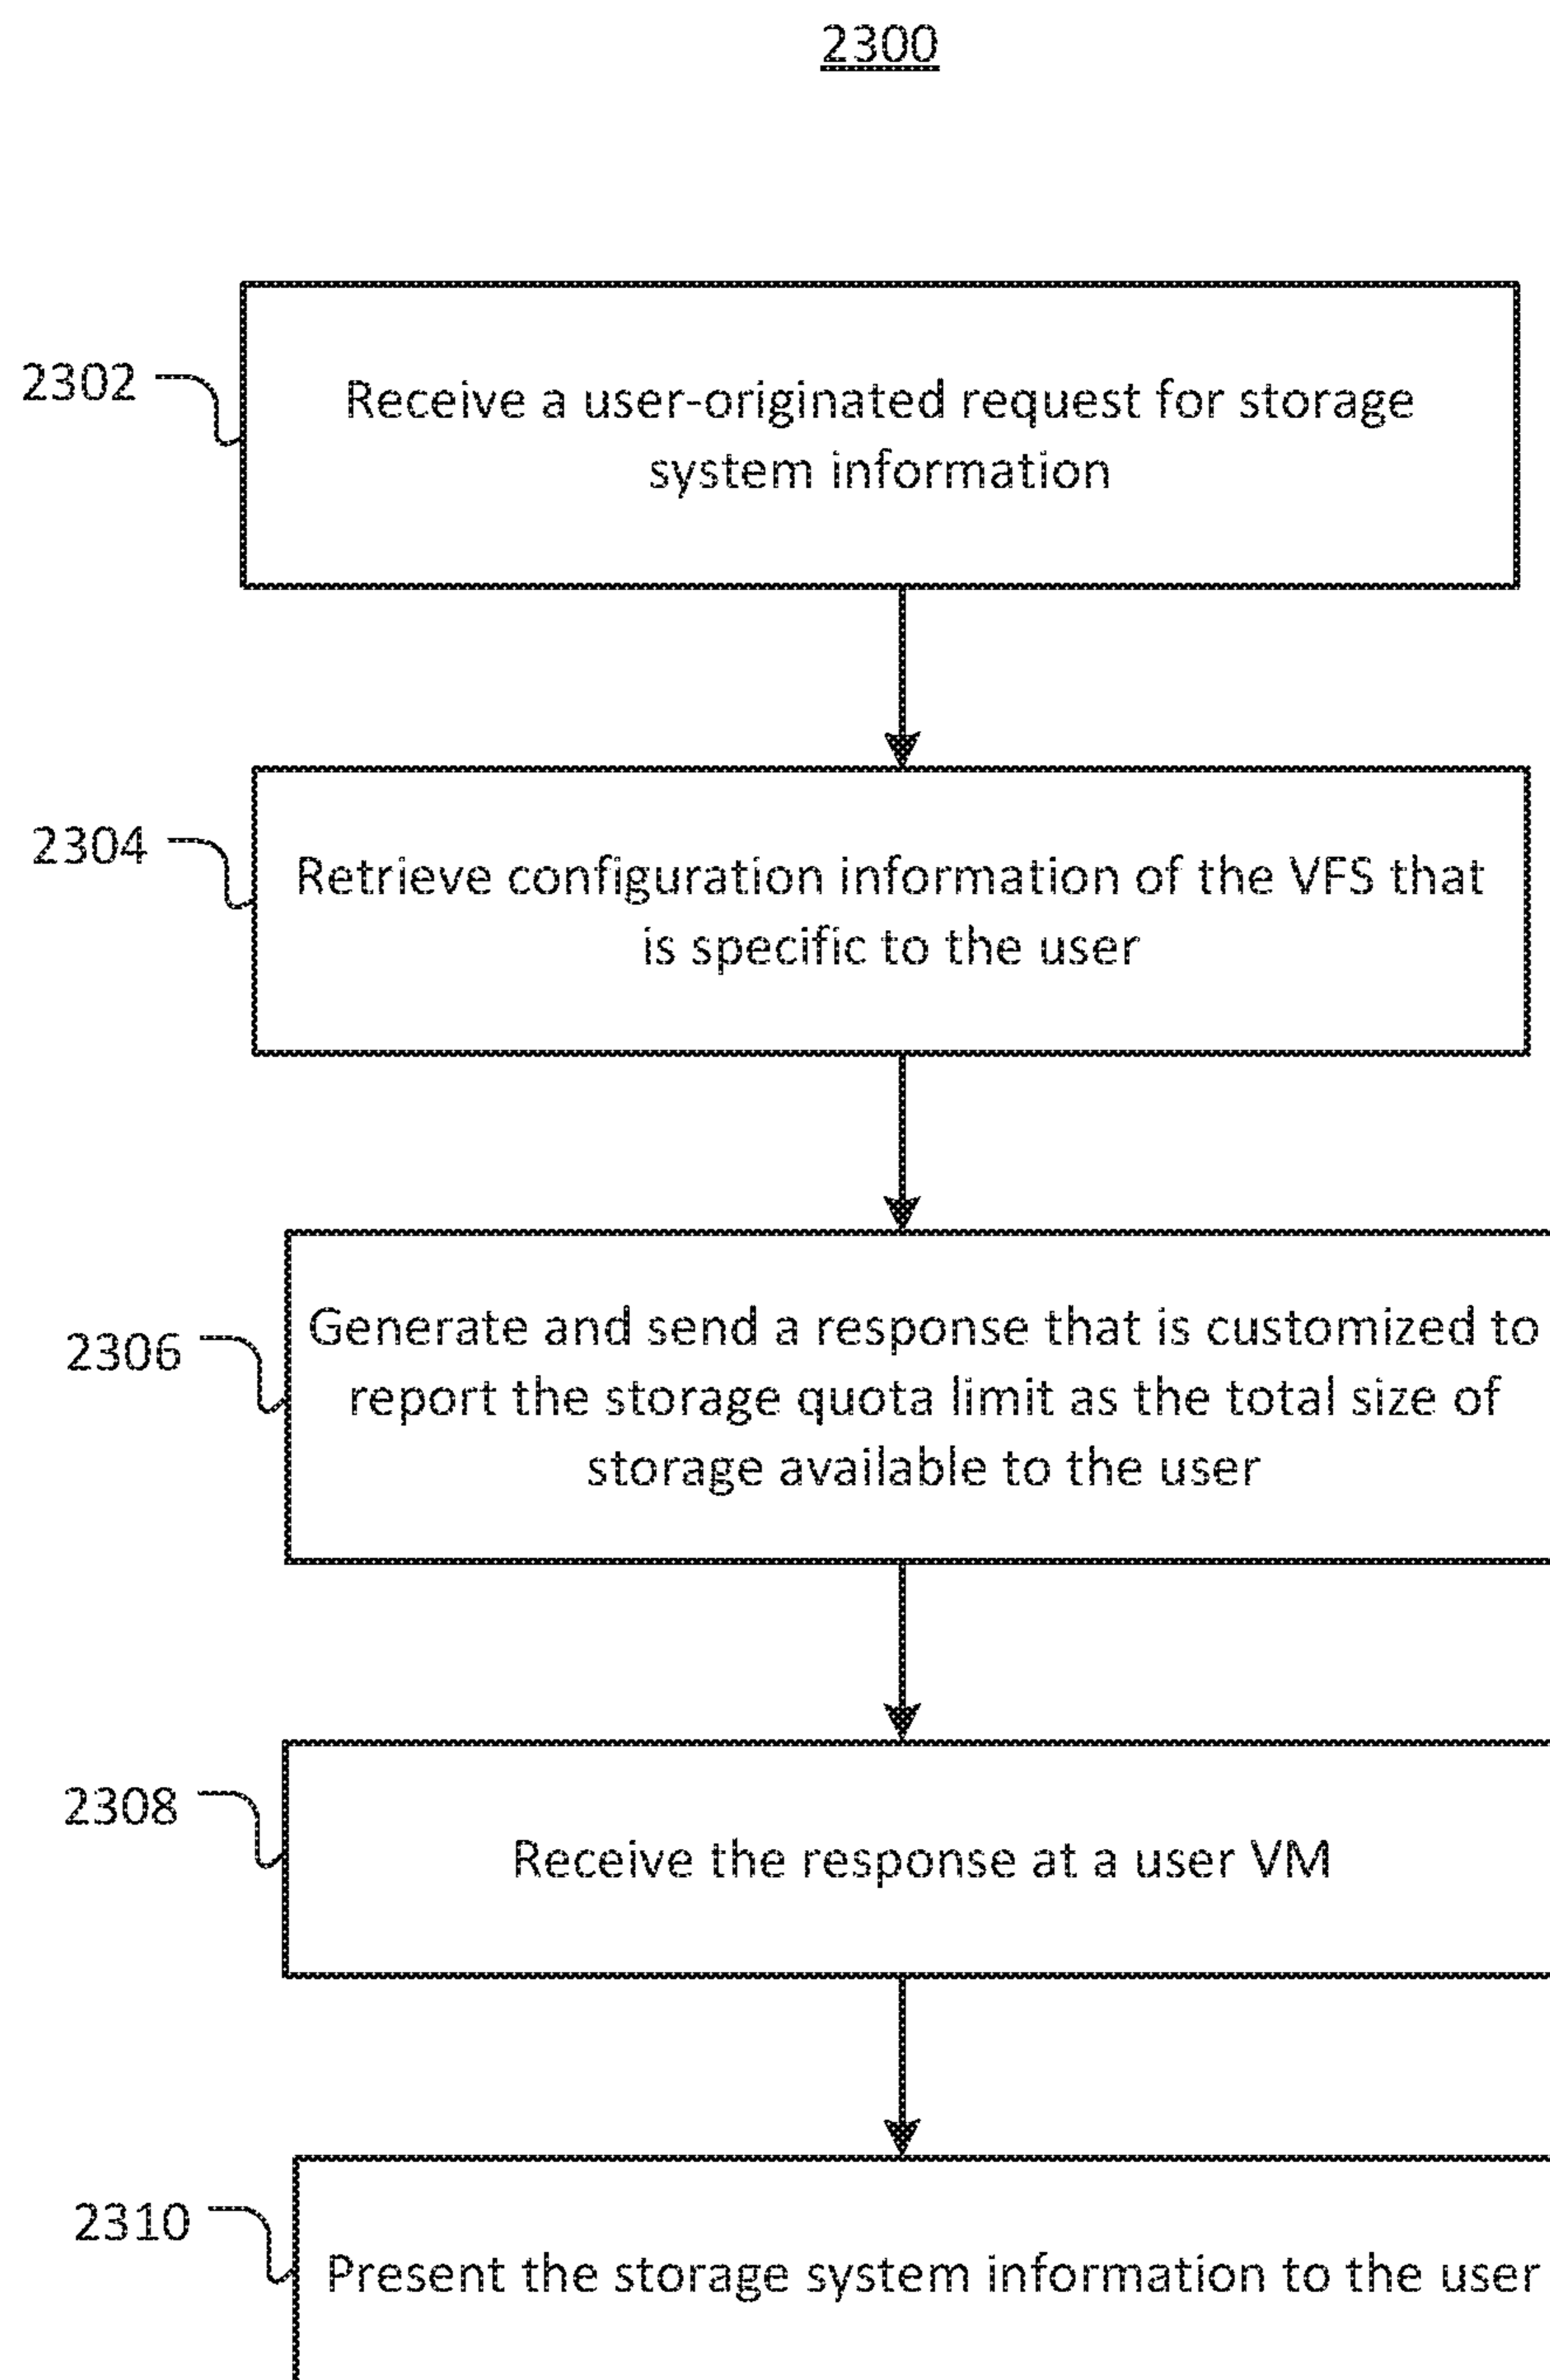 2300
2302
Receive a user-originated request for storage
system information
2304
Retrieve configuration information of the VFS that
is specific to the user
2306
Generate and send a response that is customized to
report the storage quota limit as the total size of
storage available to the user
2308
Receive the response at a user VM
2310
Present the storage system information to the user